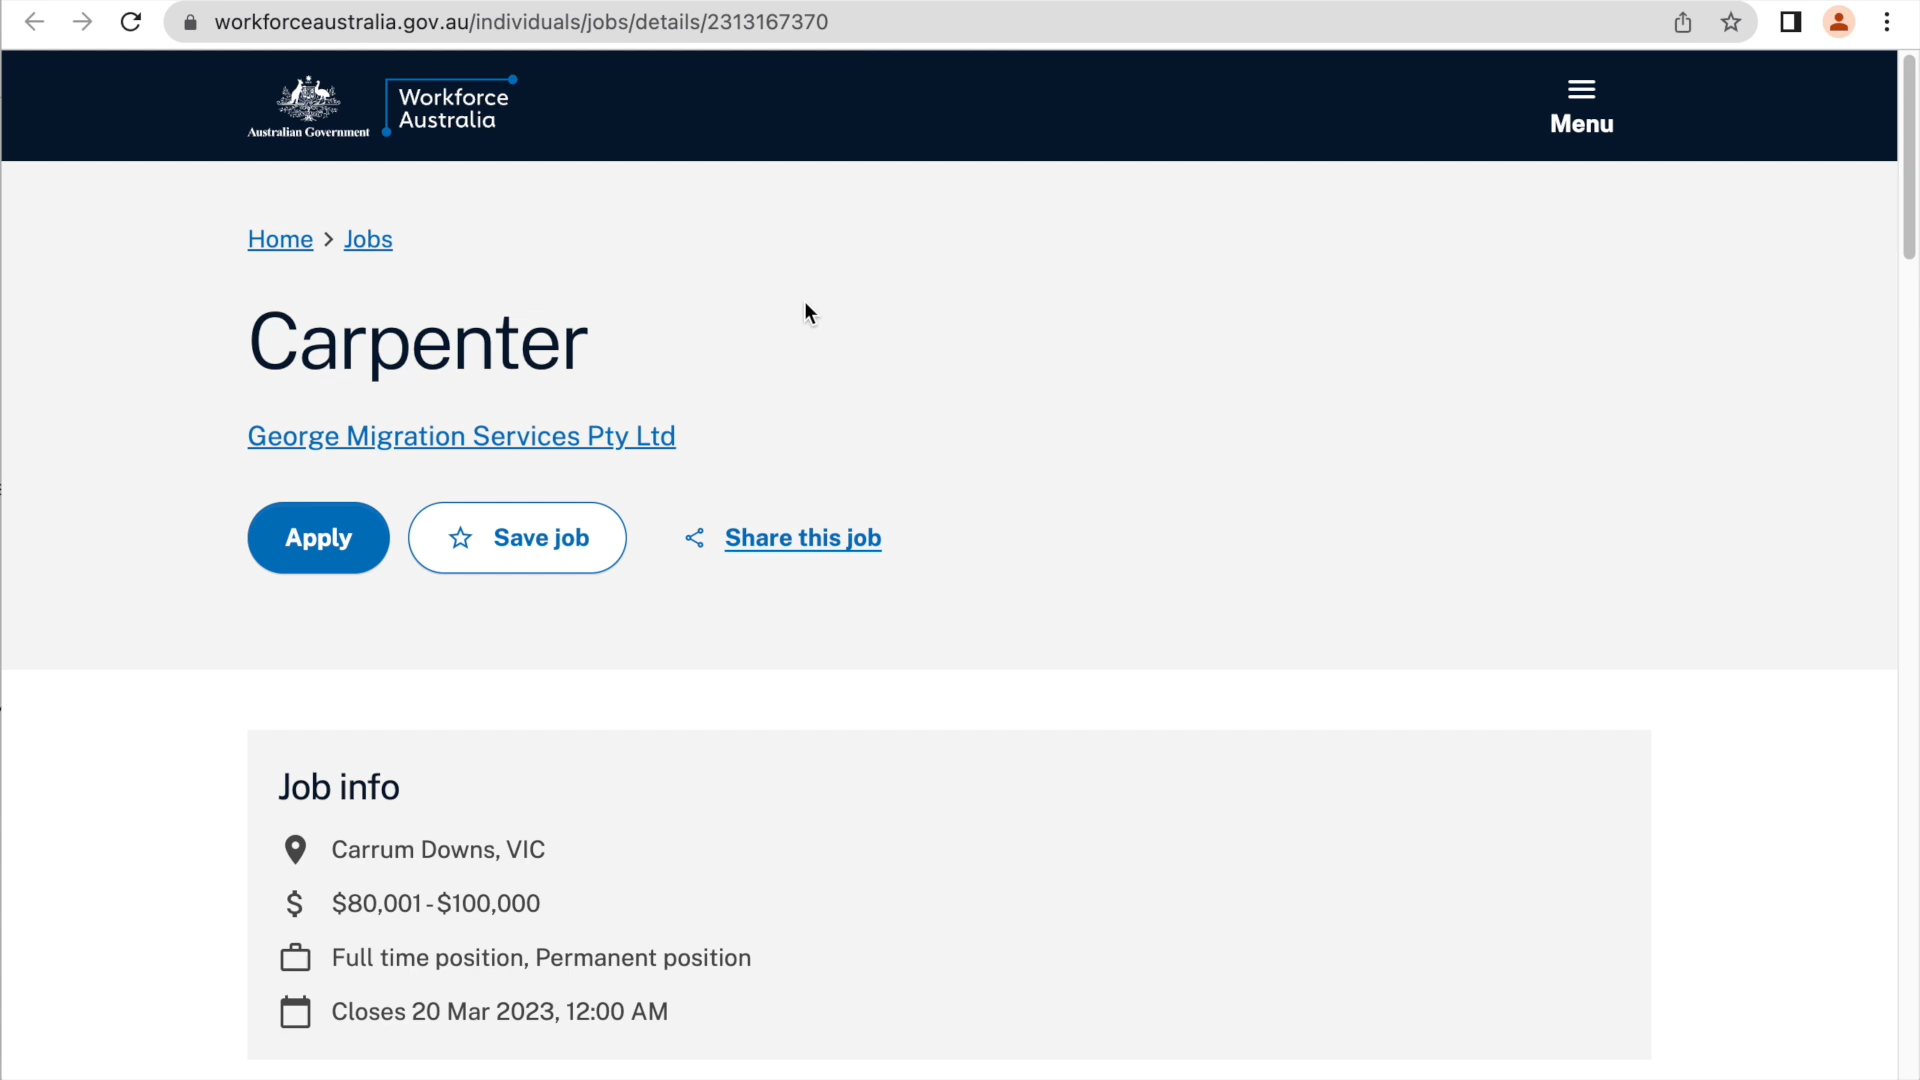 workforceaustralia.gov.au/individuals/jobs/details/2313167370
Australian Government
Workforce
Australia
Menu
Home > Jobs
Carpenter
George Migration Services Pty Ltd
Apply
Save job
Share this job
Job info
Carrum Downs, VIC
$80,001 - $100,000
Full time position, Permanent position
Closes 20 Mar 2023, 12:00 AM